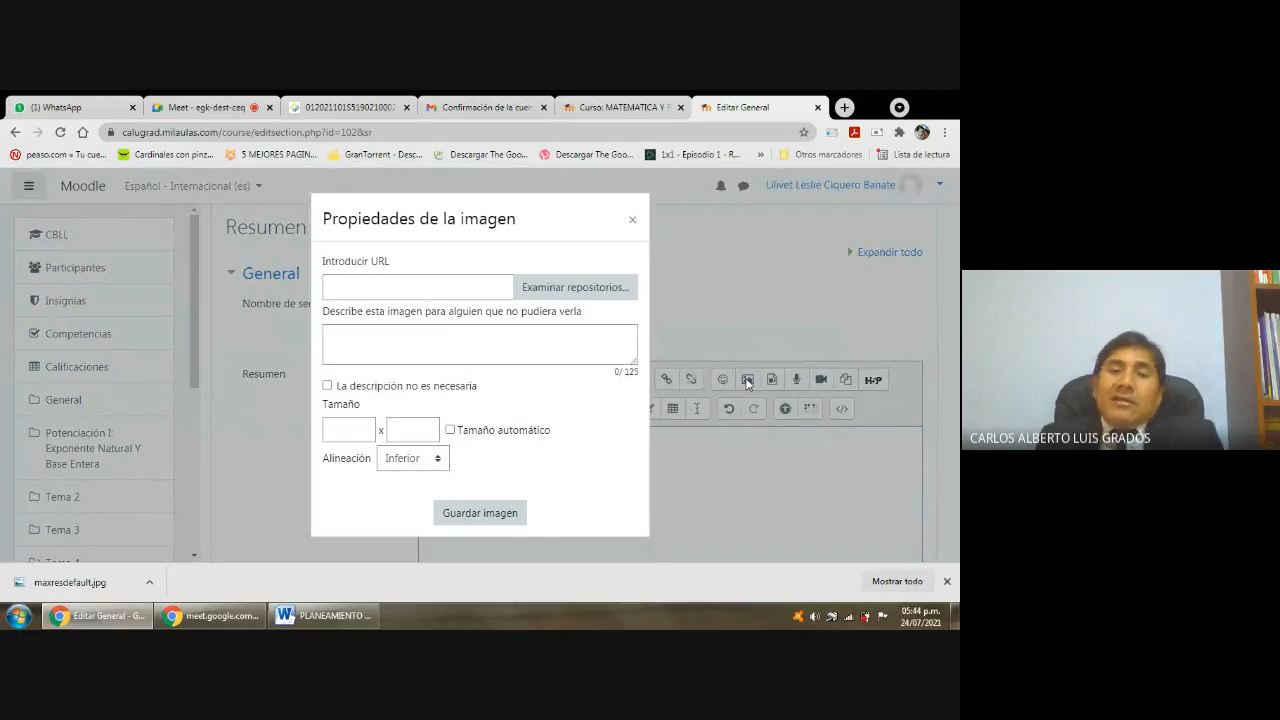 (1) WhatsApp
Meet - egk-dest-ceq
012021101S5190210002
Confirmación de la cuen
Curso: MATEMATICA Y F
Editar General
calugrad.milaulas.com/course/editsection.php?id=102&sr
peaso.com » Tu cue...
Cardinales con pinz...
5 MEJORES PAGIN...
GranTorrent - Desc...
Descargar The Goo...
Descargar The Goo...
1x1 - Episodio 1 - R...
»
Otros marcadores
Lista de lectura
Moodle
Español - Internacional (es)
Lilivet Leslie Ciquero Banate
CBLL
Participantes
Insignias
Competencias
Calificaciones
General
Potenciación I:
Exponente Natural Y
Base Entera
Tema 2
Tema 3
Resumen
Expandir todo
General
Nombre de sec
Resumen
H-P
Propiedades de la imagen
×
Introducir URL
Examinar repositorios...
Describe esta imagen para alguien que no pudiera verla
0/ 125
La descripción no es necesaria
Tamaño
x
Tamaño automático
Alineación
Inferior
Guardar imagen
maxresdefault.jpg
Mostrar todo
Editar General - G...
meet.google.com...
PLANEAMIENTO ...
05:44 p.m.
24/07/2021
CARLOS ALBERTO LUIS GRADOS